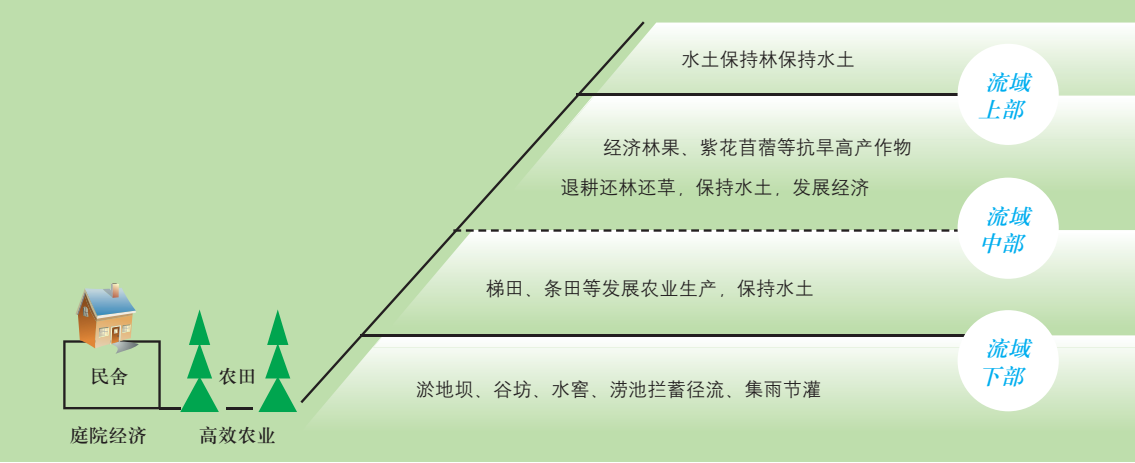 水土保持林保持水土
流域
上部
经济林果、紫花苜蓿等抗旱高产作物
退耕还林还草，保持水土，发展经济
流域
中部
梯田、条田等发展农业生产，保持水土
流域
下部
淤地坝、谷坊、水窖、涝池拦蓄径流、集雨节灌
民舍
农田
庭院经济
高效农业